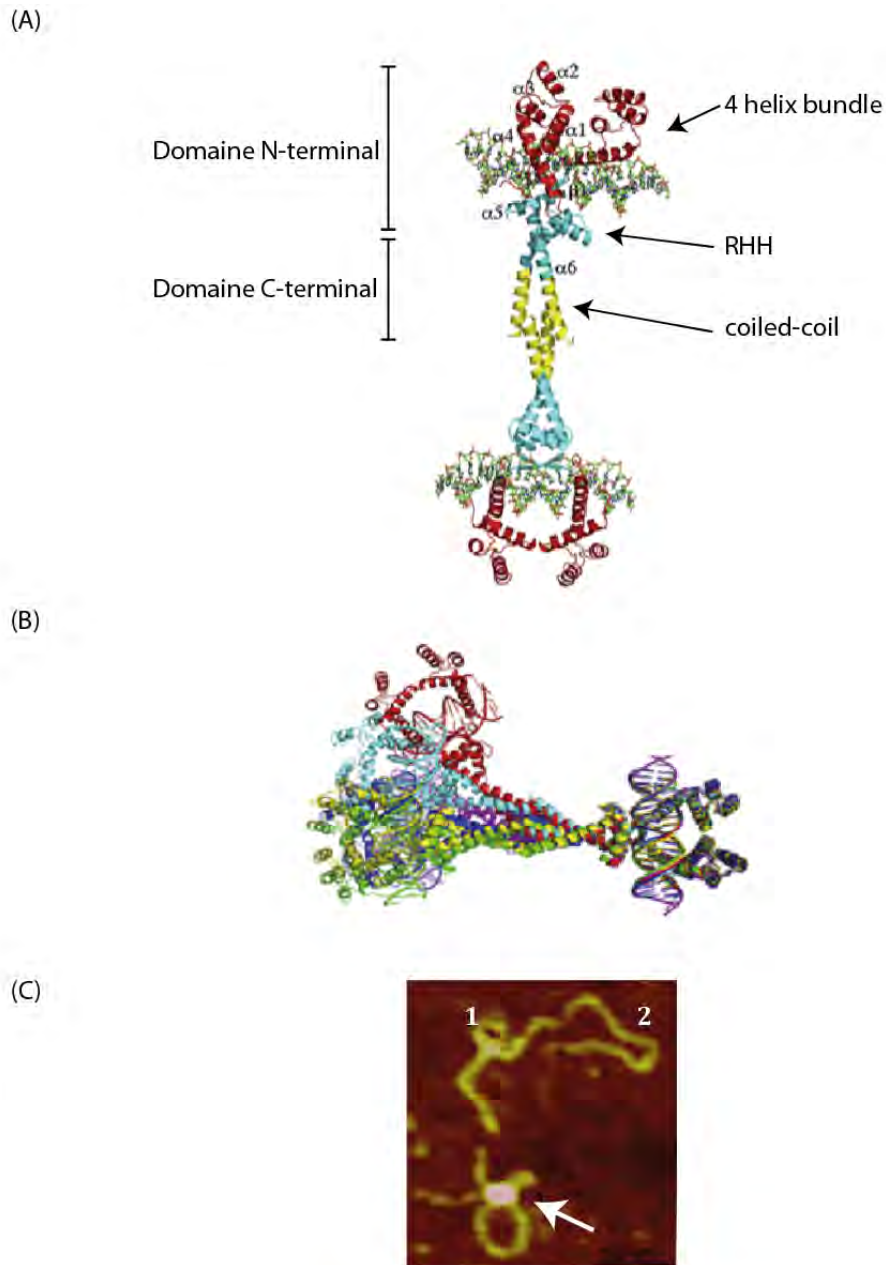 (A)
α2
α3
4 helix bundle
α4
α1
Domaine N-terminal
α5
RHH
α6
Domaine C-terminal
coiled-coil
(B)
(C)
1
2